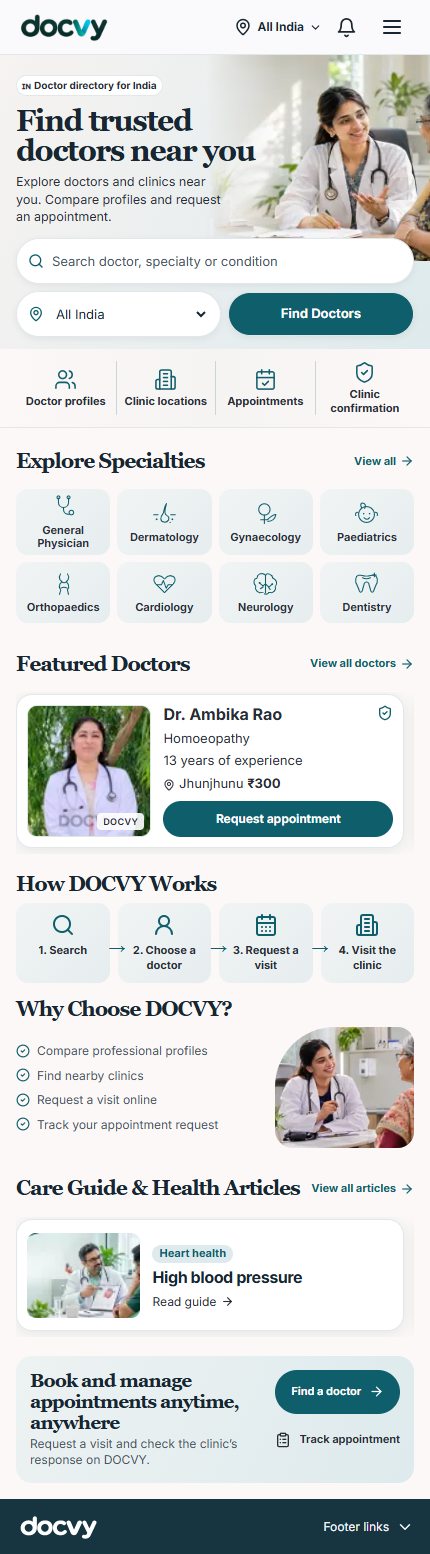 docvy
All India
IN Doctor directory for India
Find trusted
doctors near you
Explore doctors and clinics near
you. Compare profiles and request
an appointment.
Search doctor, specialty or condition
All India
Find Doctors
Doctor profiles
Clinic locations
Appointments
Clinic
confirmation
Explore Specialties
View all
General
Physician
Dermatology
Gynaecology
Paediatrics
Orthopaedics
Cardiology
Neurology
Dentistry
Featured Doctors
View all doctors
Dr. Ambika Rao
Homoeopathy
13 years of experience
Jhunjhunu ₹300
DOCVY
Request appointment
How DOCVY Works
1. Search
2. Choose a
doctor
3. Request a
visit
4. Visit the
clinic
Why Choose DOCVY?
Compare professional profiles
Find nearby clinics
Request a visit online
Track your appointment request
Care Guide & Health Articles
View all articles
Heart health
High blood pressure
Read guide
Book and manage
appointments anytime,
anywhere
Request a visit and check the clinic's
response on DOCVY.
Find a doctor
Track appointment
docvy
Footer links